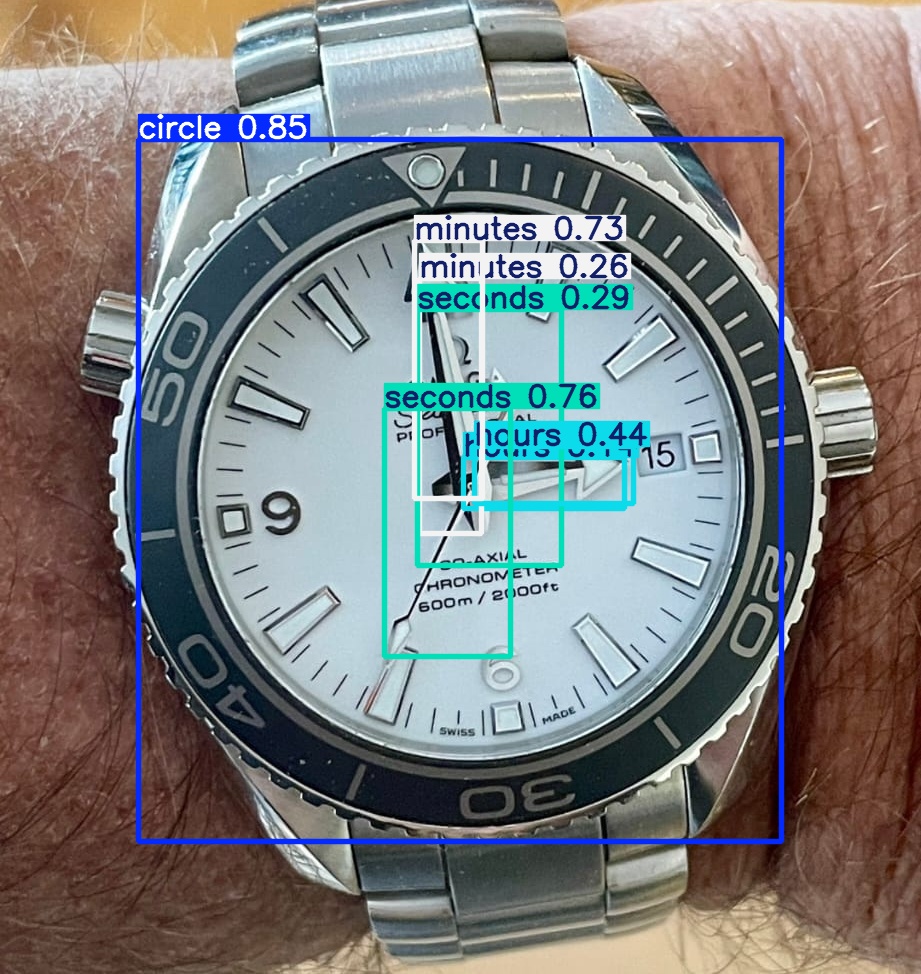 circle 0.85
minutes 0.73
minutes 0.26
seconds 0.29
seconds 0.76
hours 0.44
15
50
9
CO-AXIAL
CHRONOMETER
600m / 2000ft
20
6
40
SWISS
MADE
30